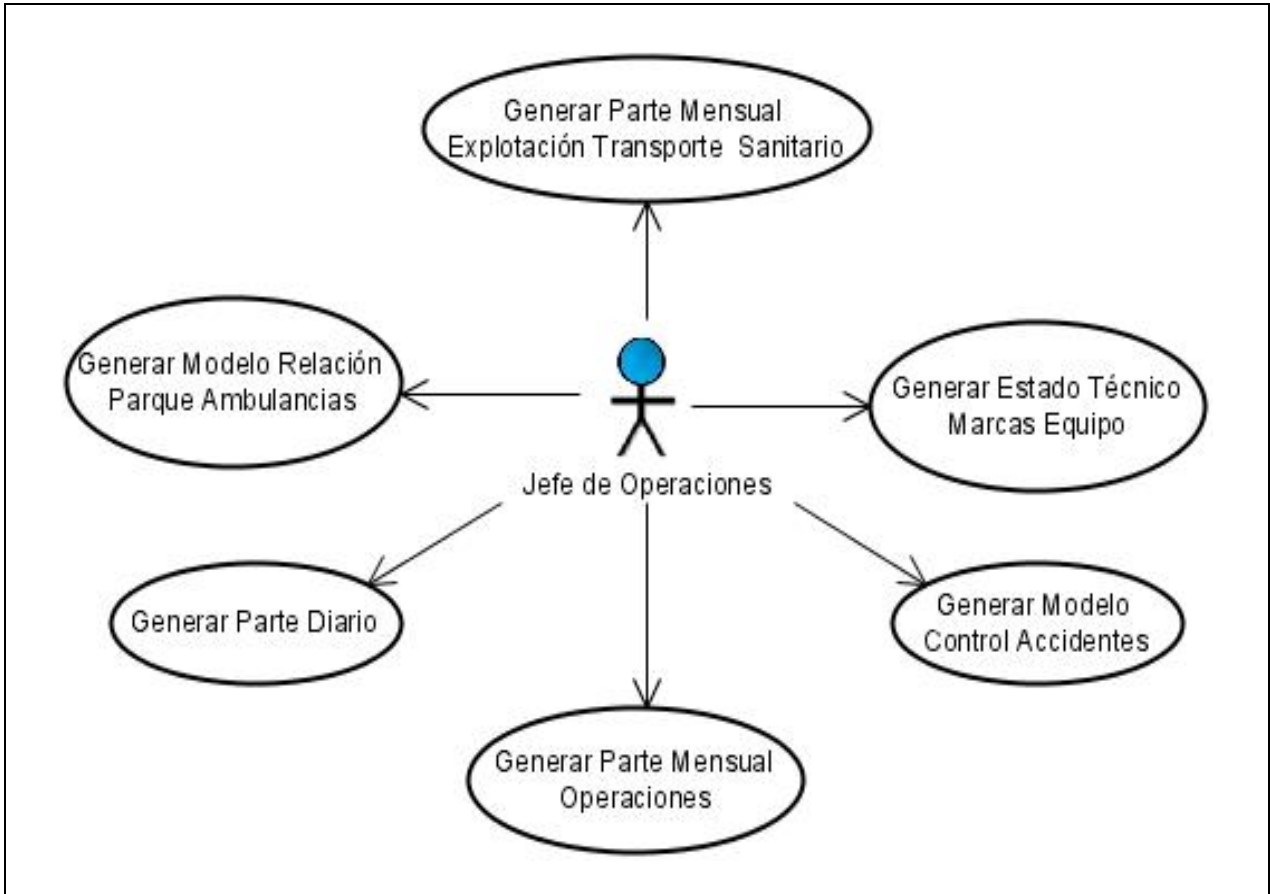 Generar Parte Mensual
Explotación Transporte Sanitario
Generar Modelo Relación
Parque Ambulancias
Generar Estado Técnico
Marcas Equipo
Jefe de Operaciones
Generar Parte Diario
Generar Modelo
Control Accidentes
Generar Parte Mensual
Operaciones